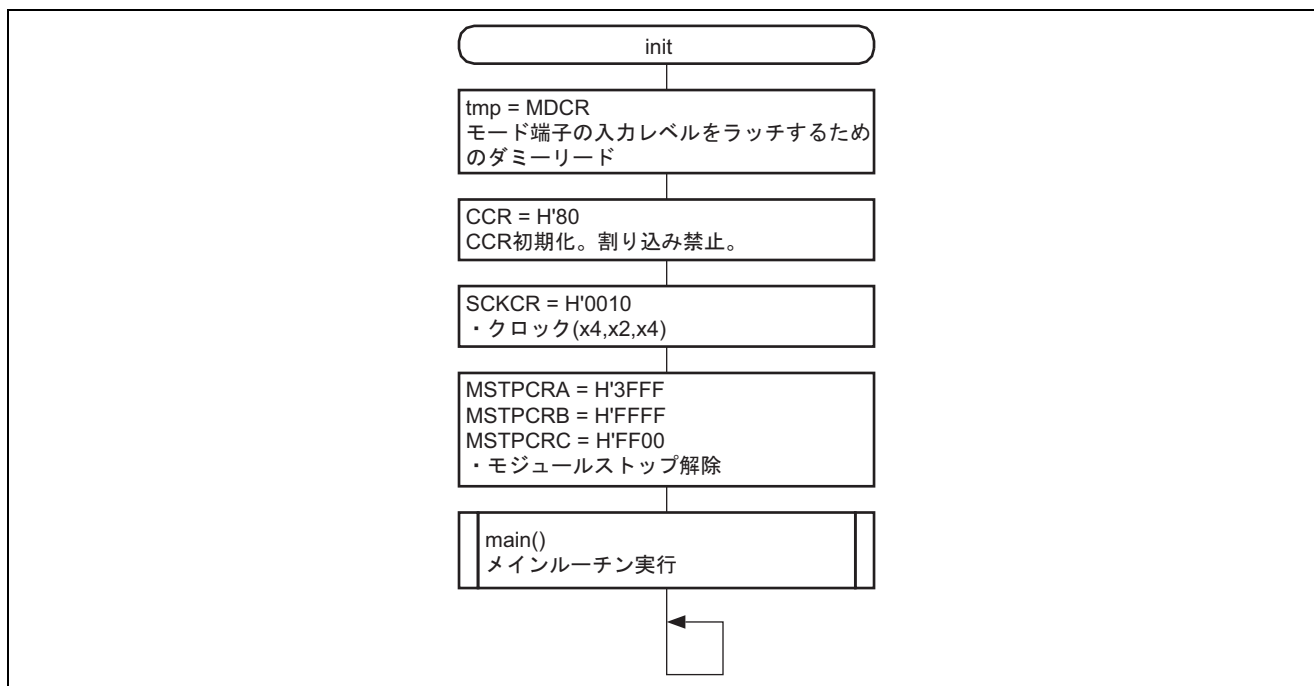 init
tmp = MDCR
モード端子の入力レベルをラッチするため
のダミーリード
CCR = H'80
CCR初期化。割り込み禁止。
SCKCR = H'0010
・クロック(x4,x2,x4)
MSTPCRA = H'3FFF
MSTPCRB = H'FFFF
MSTPCRC = H'FF00
・モジュールストップ解除
main()
メインルーチン実行